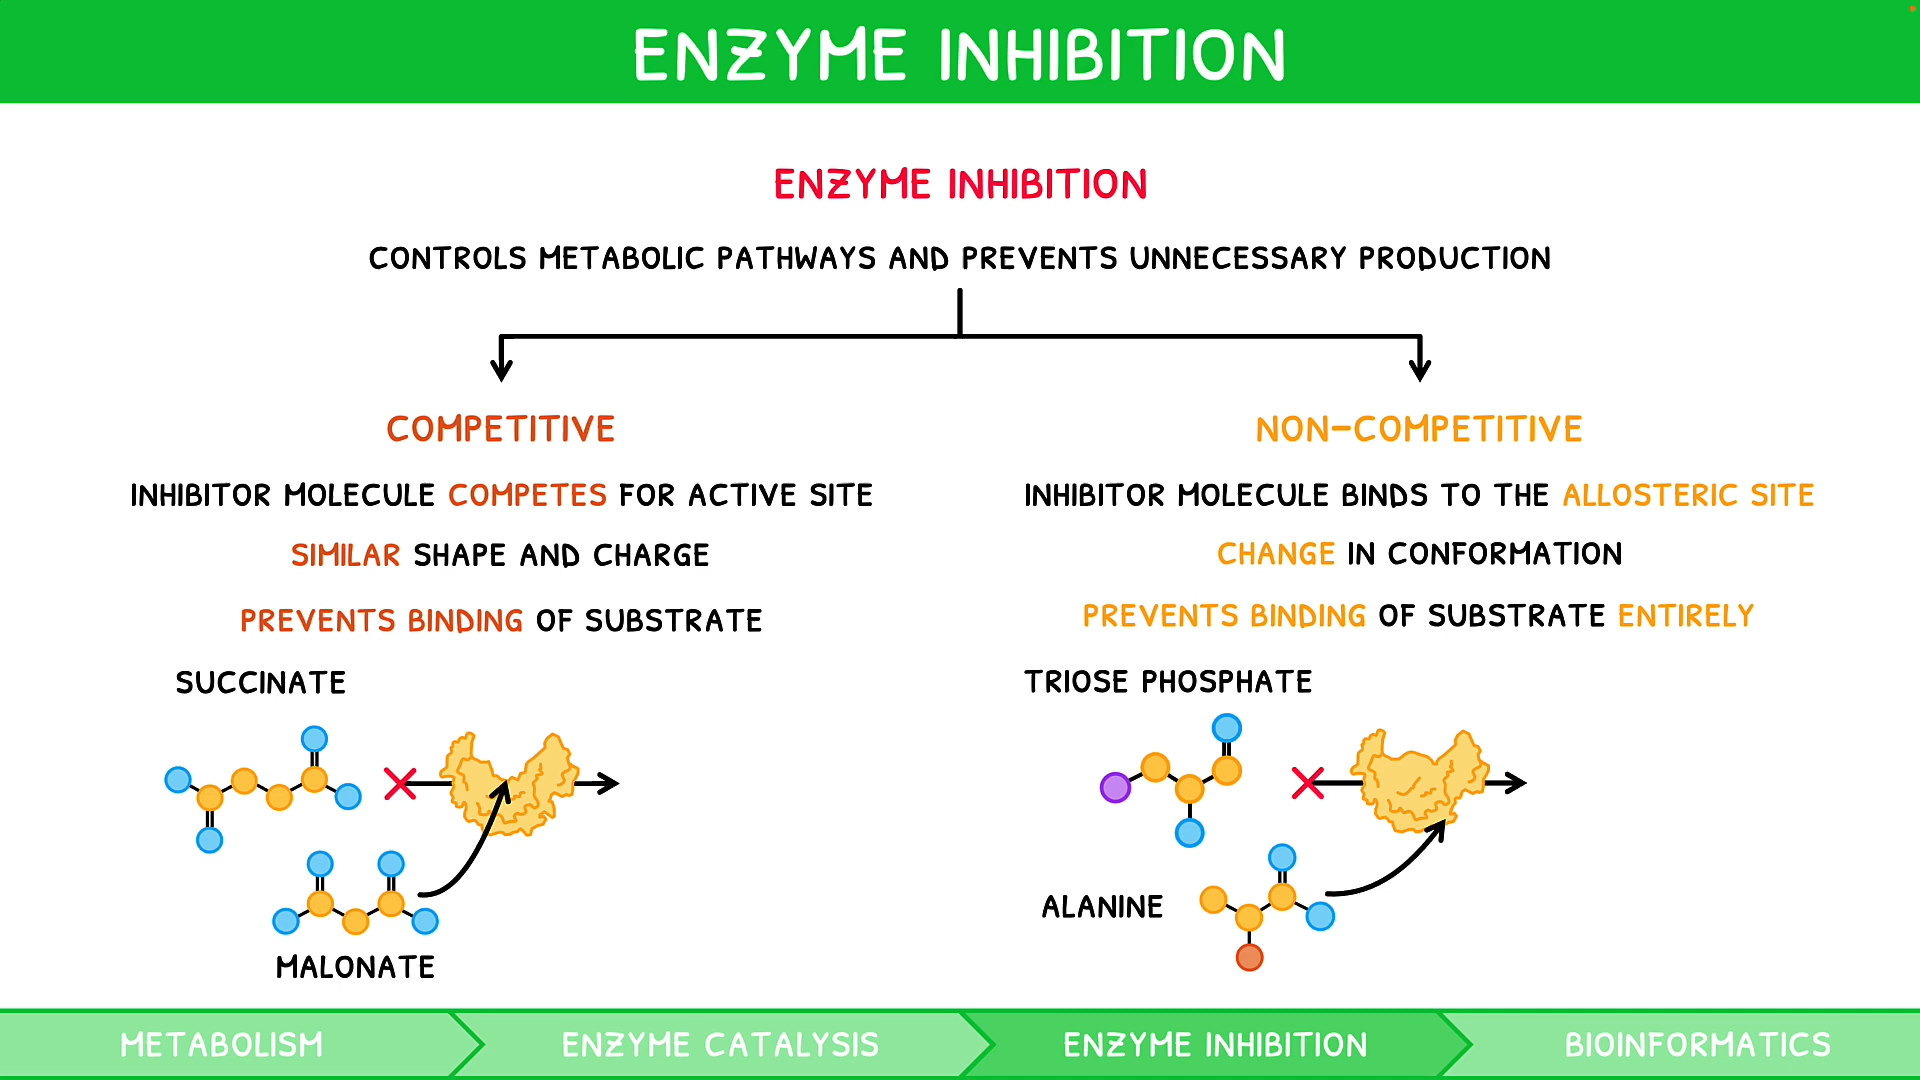 ENZYME INHIBITION
ENZYME INHIBITION
CONTROLS METABOLIC PATHWAYS AND PREVENTS UNNECESSARY PRODUCTION
COMPETITIVE
INHIBITOR MOLECULE COMPETES FOR ACTIVE SITE
SIMILAR SHAPE AND CHARGE
PREVENTS BINDING OF SUBSTRATE
SUCCINATE
MALONATE
NON-COMPETITIVE
INHIBITOR MOLECULE BINDS TO THE ALLOSTERIC SITE
CHANGE IN CONFORMATION
PREVENTS BINDING OF SUBSTRATE ENTIRELY
TRIOSE PHOSPHATE
ALANINE
METABOLISM
ENZYME CATALYSIS
ENZYME INHIBITION
BIOINFORMATICS